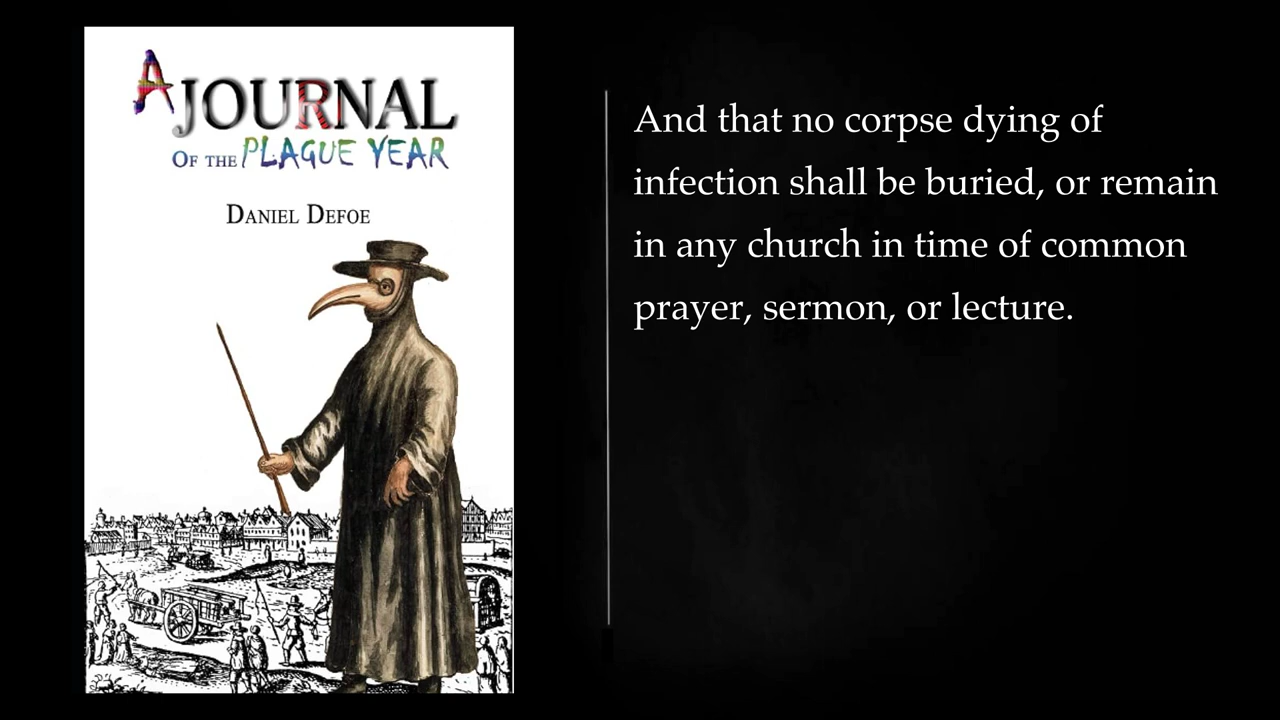 A JOURNAL
OF THE PLAGUE YEAR
DANIEL DEFOE
And that no corpse dying of
infection shall be buried, or remain
in any church in time of common
prayer, sermon, or lecture.